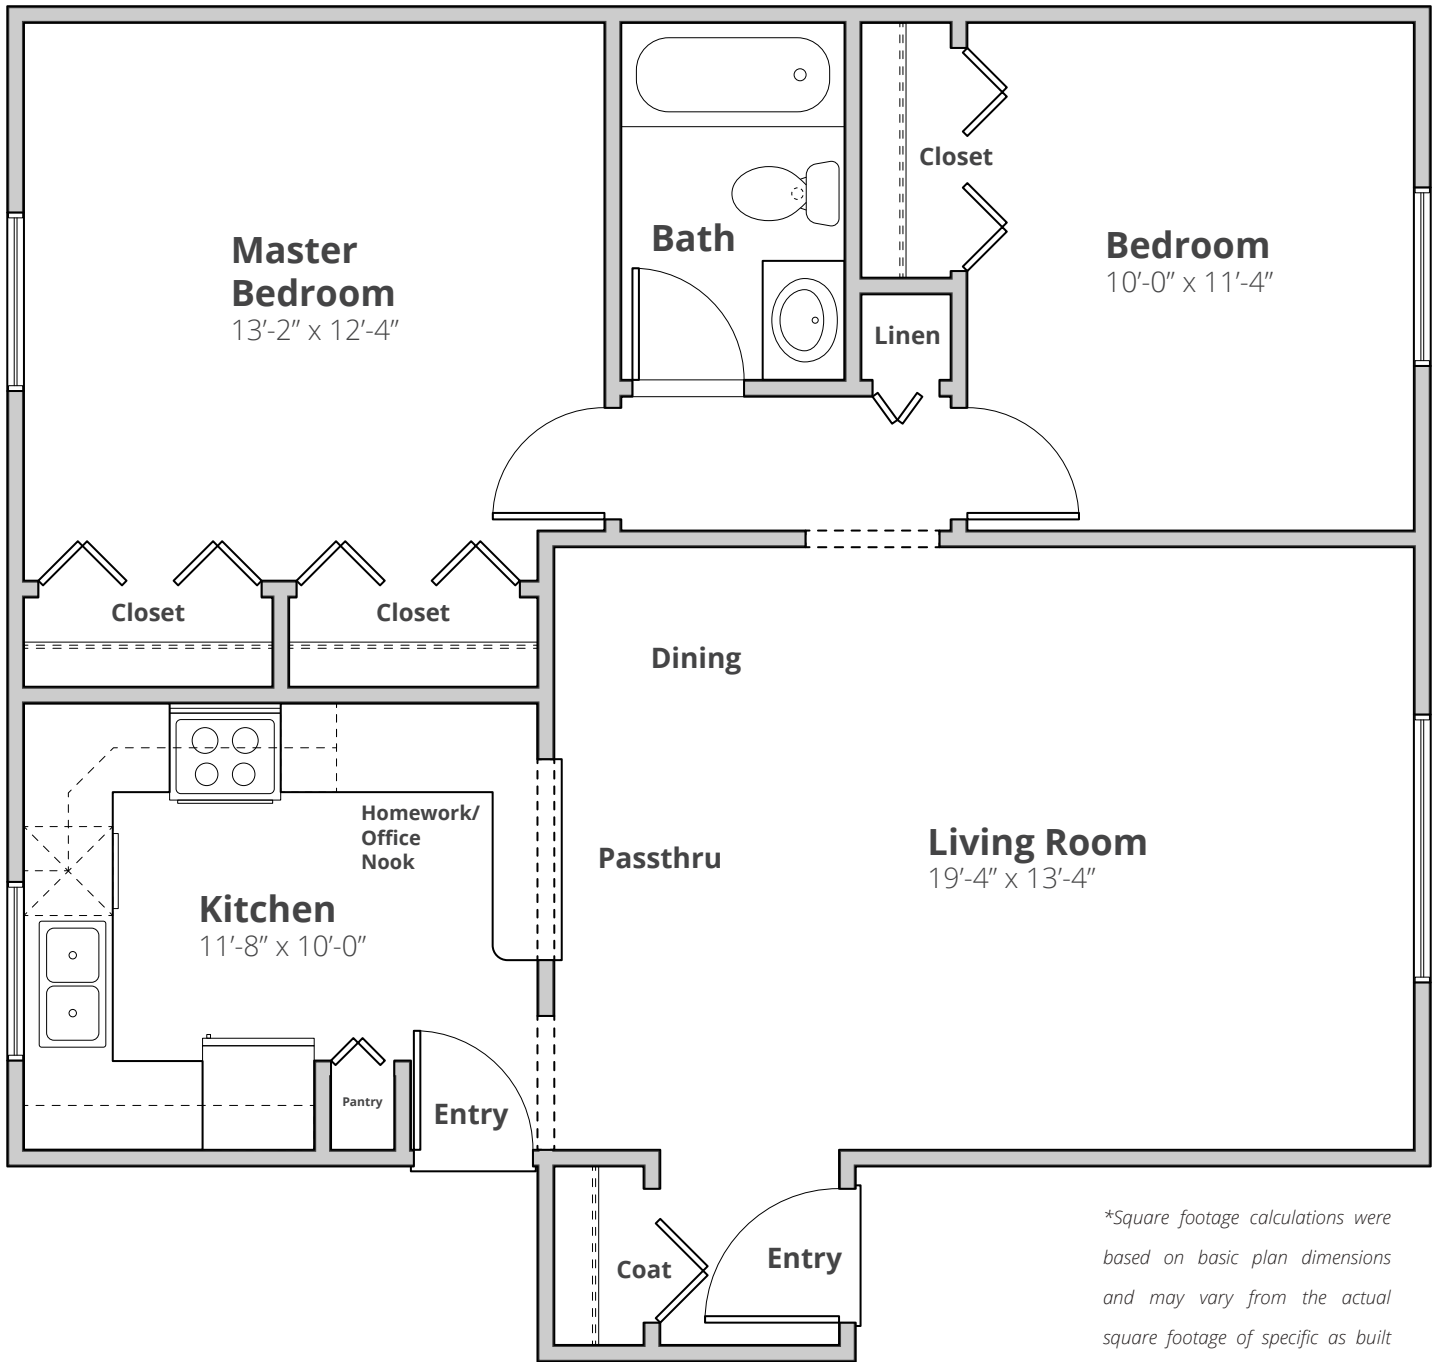 Master
Bedroom
13’-2” x 12’-4”
Bath
Closet
Bedroom
10’-0” x 11’-4”
Linen
Closet
Closet
Dining
Homework/
Office
Nook
Passthru
Living Room
19’-4” x 13’-4”
Kitchen
11’-8” x 10’-0”
Pantry
Entry
Coat
Entry
*Square footage calculations were
based on basic plan dimensions
and may vary from the actual
square footage of specific as built